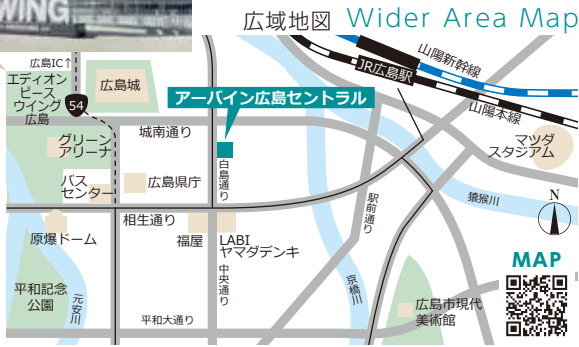 WING
広域地図 Wider Area Map
広島IC↑
エディオン
ピース
ウイング
広島
54
広島城
JR広島駅
山陽新幹線
山陽本線
アーバイン広島セントラル
城南通り
白島通り
グリーン
アリーナ
マツダ
スタジアム
バス
センター
広島県庁
駅前通り
猿猴川
N
相生通り
原爆ドーム
福屋
LABI
ヤマダデンキ
中央通り
京橋川
MAP
平和記念
公園
元安川
平和大通り
広島市現代
美術館